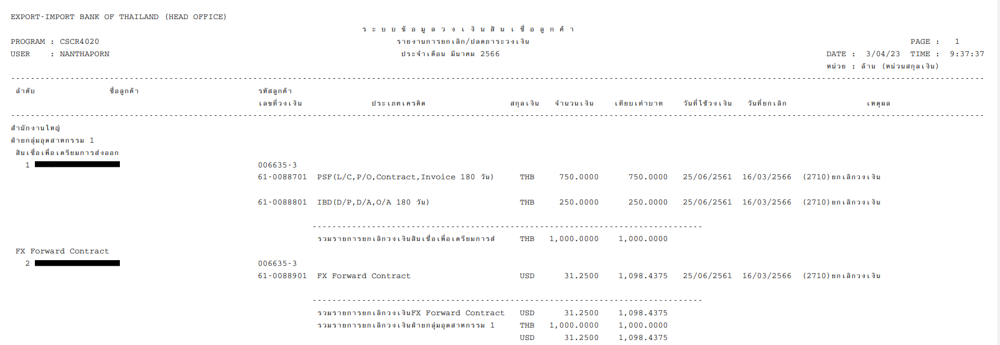 EXPORT-IMPORT BANK OF THAILAND (HEAD OFFICE)
ระบบข้อมูลวงเงินสินเชื่อลูกค้า
PROGRAM : CSCR4020 รายงานการยกเลิก/ปลดภาระวงเงิน PAGE : 1
USER : NANTHAPORN ประจำเดือน มีนาคม 2566 DATE : 3/04/23 TIME : 9:37:37
หน่วย : ล้าน (หน่วนสกุลเงิน)
ลำดับ ชื่อลูกค้า รหัสลูกค้า
เลขที่วงเงิน ประเภทเครดิต สกุลเงิน จำนวนเงิน เทียบเท่าบาท วันที่ใช้วงเงิน วันที่ยกเลิก เหตุผล
สำนักงานใหญ่
ฝ่ายกลุ่มอุตสาหกรรม 1
สินเชื่อเพื่อเตรียมการส่งออก
1 006635-3
61-0088701 PSF(L/C,P/O,Contract,Invoice 180 วัน) THB 750.0000 750.0000 25/06/2561 16/03/2566 (2710)ยกเลิกวงเงิน
61-0088801 IBD(D/P,D/A,O/A 180 วัน) THB 250.0000 250.0000 25/06/2561 16/03/2566 (2710)ยกเลิกวงเงิน
รวมรายการยกเลิกวงเงินสินเชื่อเพื่อเตรียมการส่ THB 1,000.0000 1,000.0000
FX Forward Contract
2 006635-3
61-0088901 FX Forward Contract USD 31.2500 1,098.4375 25/06/2561 16/03/2566 (2710)ยกเลิกวงเงิน
รวมรายการยกเลิกวงเงินFX Forward Contract USD 31.2500 1,098.4375
รวมรายการยกเลิกวงเงินฝ่ายกลุ่มอุตสาหกรรม 1 THB 1,000.0000 1,000.0000
USD 31.2500 1,098.4375